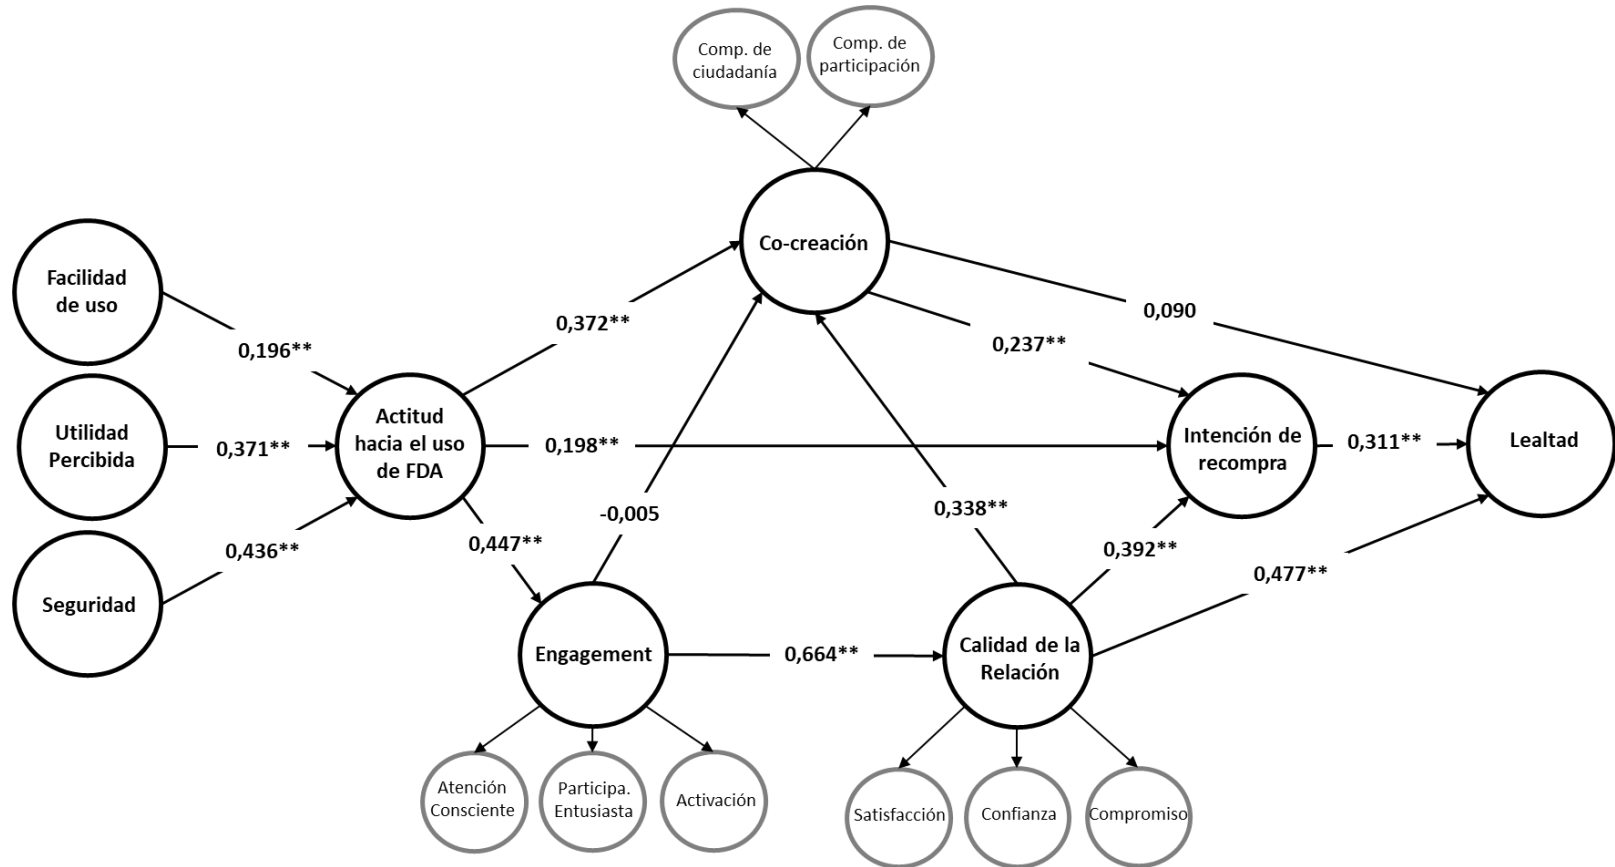 Comp. de
ciudadanía
Comp. de
participación
Co-creación
Facilidad
de uso
0,372**
0,090
0,196**
0,237**
Utilidad
Percibida
0,371**
Actitud
hacia el uso
de FDA
0,198**
Intención de
recompra
0,311**
Lealtad
-0,005
0,338**
Seguridad
0,436**
0,447**
0,392**
0,477**
Engagement
0,664**
Calidad de la
Relación
Atención
Consciente
Participa.
Entusiasta
Activación
Satisfacción
Confianza
Compromiso